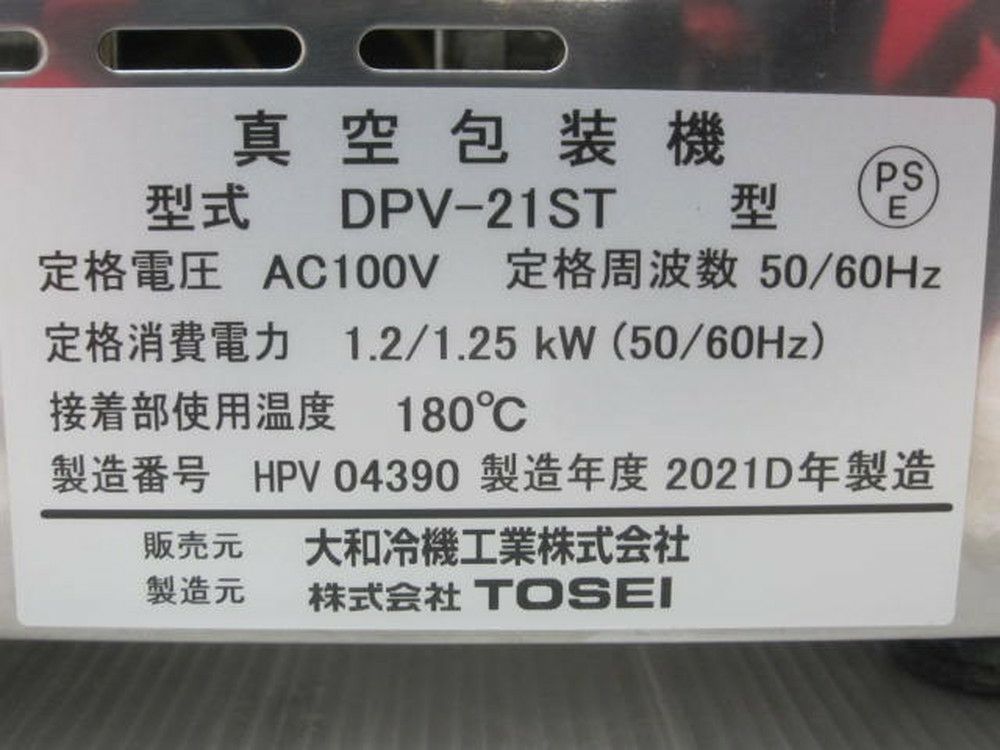 真空包装機
型式 DPV-21ST 型
PS
E
定格電圧 AC100V 定格周波数 50/60Hz
定格消費電力 1.2/1.25 kW (50/60Hz)
接着部使用温度 180℃
製造番号 HPV 04390 製造年度 2021D年製造
販売元 大和冷機工業株式会社
製造元 株式会社 TOSEI